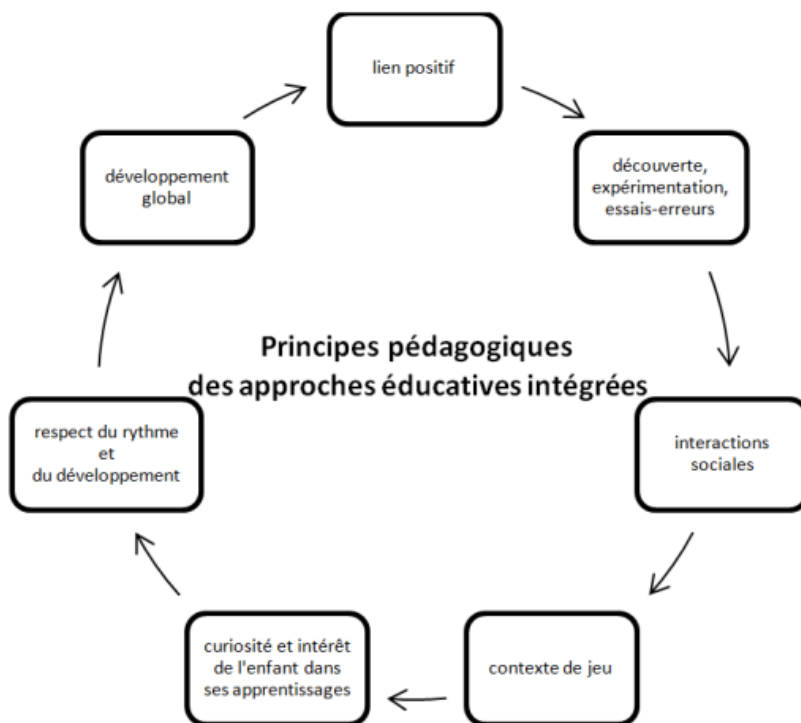 lien positif
découverte,
expérimentation,
essais-erreurs
interactions
sociales
contexte de jeu
curiosité et intérêt
de l'enfant dans
ses apprentissages
respect du rythme
et
du développement
développement
global
Principes pédagogiques
des approches éducatives intégrées